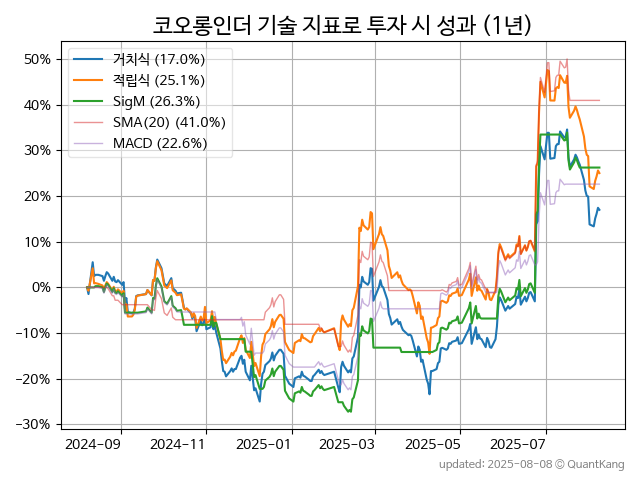 코오롱인더 기술 지표로 투자 시 성과 (1년)
50%
40%
30%
20%
10%
0%
−10%
−20%
−30%
거치식 (17.0%)
적립식 (25.1%)
SigM (26.3%)
SMA(20) (41.0%)
MACD (22.6%)
2024-09
2024-11
2025-01
2025-03
2025-05
2025-07
updated: 2025-08-08 © QuantKang